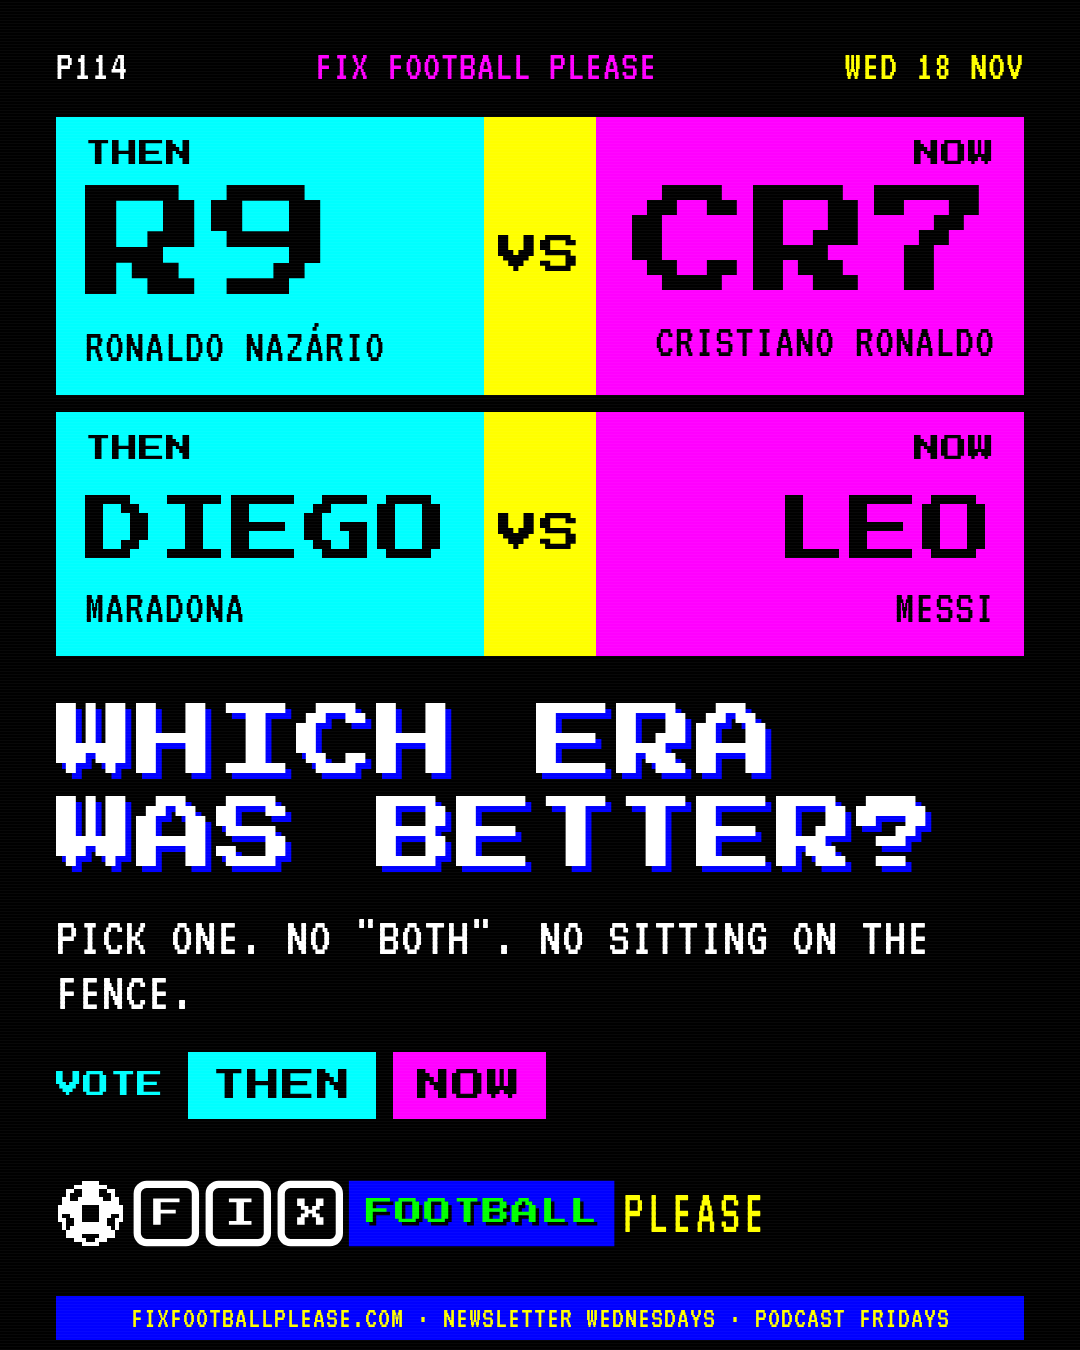 P114 FIX FOOTBALL PLEASE WED 18 NOV
THEN
R9
RONALDO NAZÁRIO
VS
NOW
CR7
CRISTIANO RONALDO
THEN
DIEGO
MARADONA
VS
NOW
LEO
MESSI
WHICH ERA
WAS BETTER?
PICK ONE. NO "BOTH". NO SITTING ON THE
FENCE.
VOTE THEN NOW
FIX FOOTBALL PLEASE
FIXFOOTBALLPLEASE.COM · NEWSLETTER WEDNESDAYS · PODCAST FRIDAYS